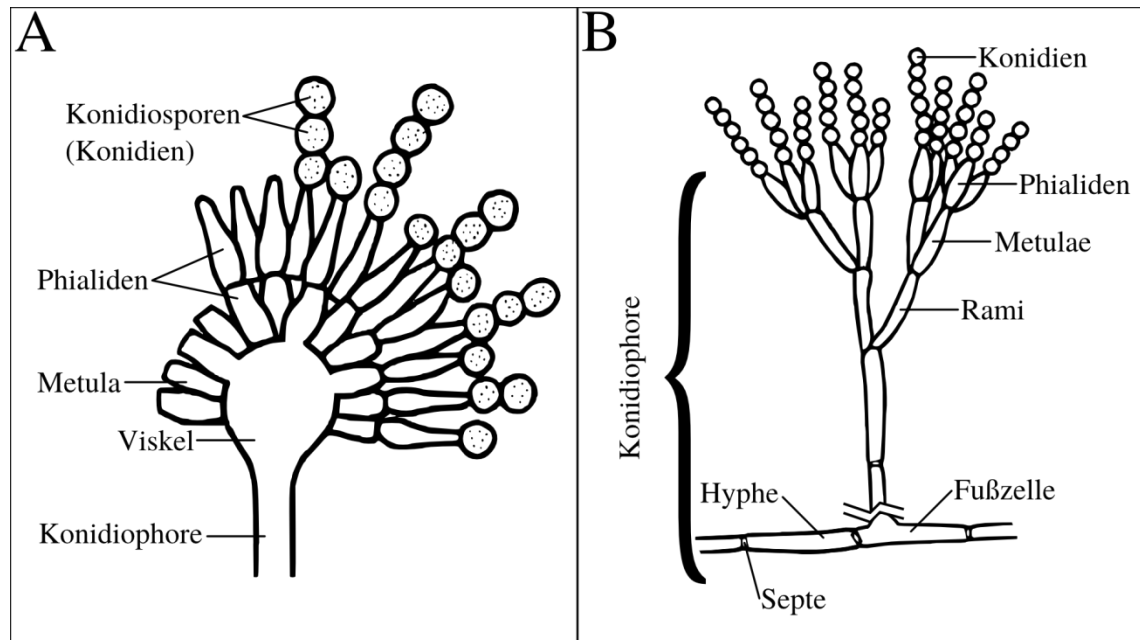 A
Konidiosporen
(Konidien)
Phialiden
Metula
Viskel
Konidiophore
B
Konidien
Phialiden
Metulae
Rami
Konidiophore
Hyphe
Fußzelle
Septe